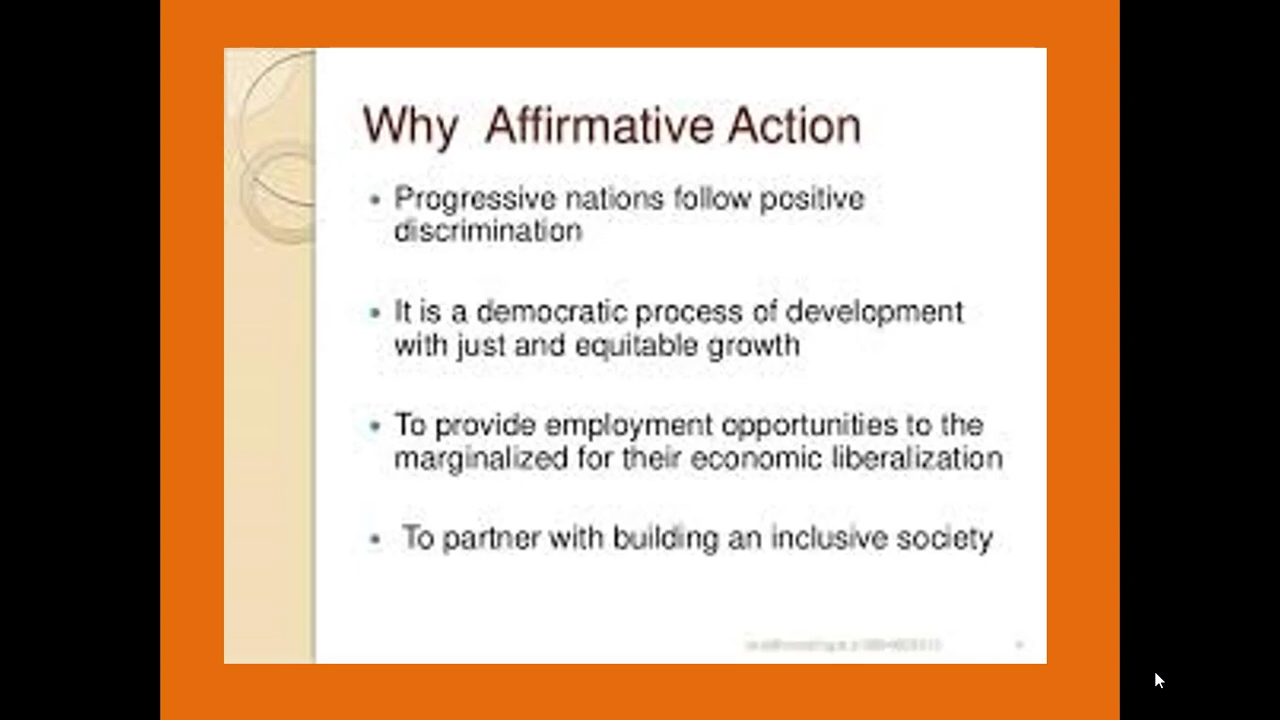 Why Affirmative Action
• Progressive nations follow positive
discrimination
• It is a democratic process of development
with just and equitable growth
• To provide employment opportunities to the
marginalized for their economic liberalization
• To partner with building an inclusive society